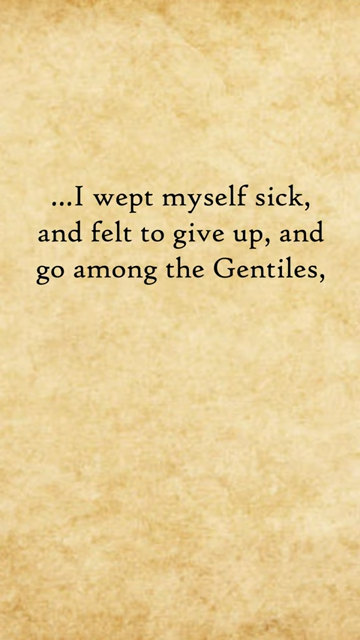 ...I wept myself sick,
and felt to give up, and
go among the Gentiles,